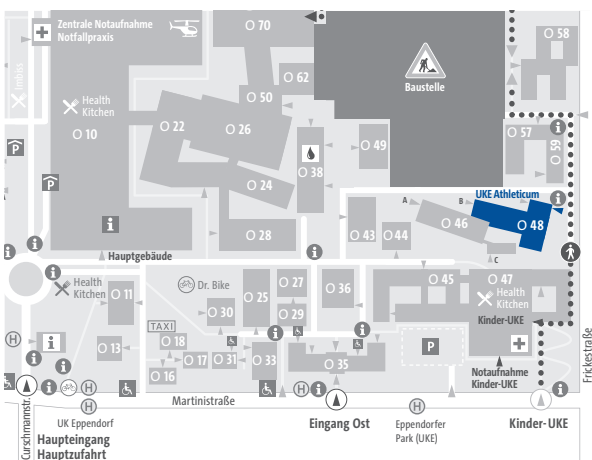 Zentrale Notaufnahme
Notfallpraxis
O 70
O 58
Imbiss
Health
Kitchen
O 10
O 62
O 50
Baustelle
O 22
O 26
O 38
O 49
O 57
O 59
P
P
O 24
UKE Athleticum
A
B
O 48
O 46
O 43
O 44
C
O 28
i
Hauptgebäude
Health
Kitchen
O 11
Dr. Bike
O 25
O 27
O 36
O 45
O 47
Health
Kitchen
O 30
O 29
Kinder-UKE
TAXI
O 18
H
i
O 13
O 17
O 31
O 33
O 16
O 35
P
Notaufnahme
Kinder-UKE
Frickestraße
H
H
H
Martinistraße
H
Curschmannstr.
UK Eppendorf
Haupteingang
Hauptzufahrt
Eingang Ost
Eppendorfer
Park (UKE)
Kinder-UKE